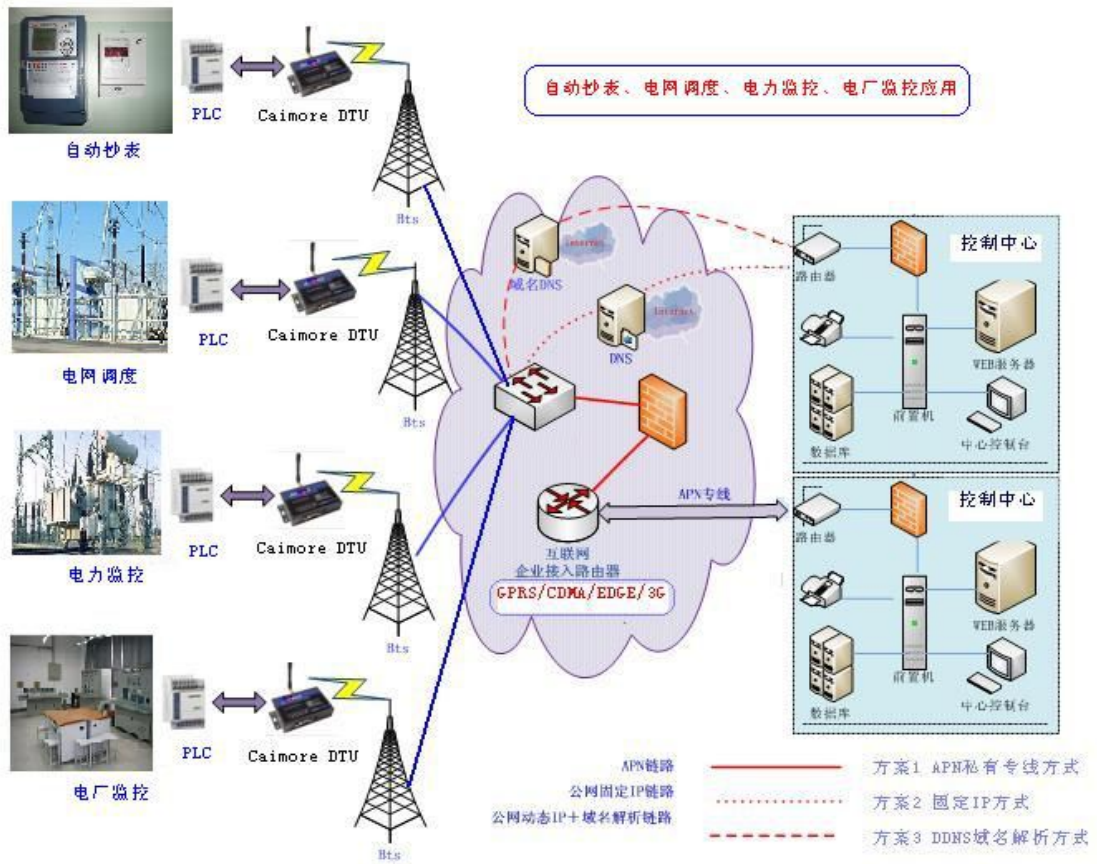 自动抄表、电网调度、电力监控、电厂监控应用
PLC
Caimore DTU
自动抄表
Bts
PLC
Caimore DTU
电网调度
Bts
PLC
Caimore DTU
电力监控
Bts
PLC
Caimore DTU
电厂监控
Bts
Internet
域名DNS
Internet
DNS
互联网
企业接入路由器
GPRS/CDMA/EDGE/3G
APN专线
控制中心
路由器
WEB服务器
前置机
数据库
中心控制台
控制中心
路由器
WEB服务器
前置机
数据库
中心控制台
APN链路
方案1 APN私有专线方式
公网固定IP链路
方案2 固定IP方式
公网动态IP+域名解析链路
方案3 DDNS域名解析方式